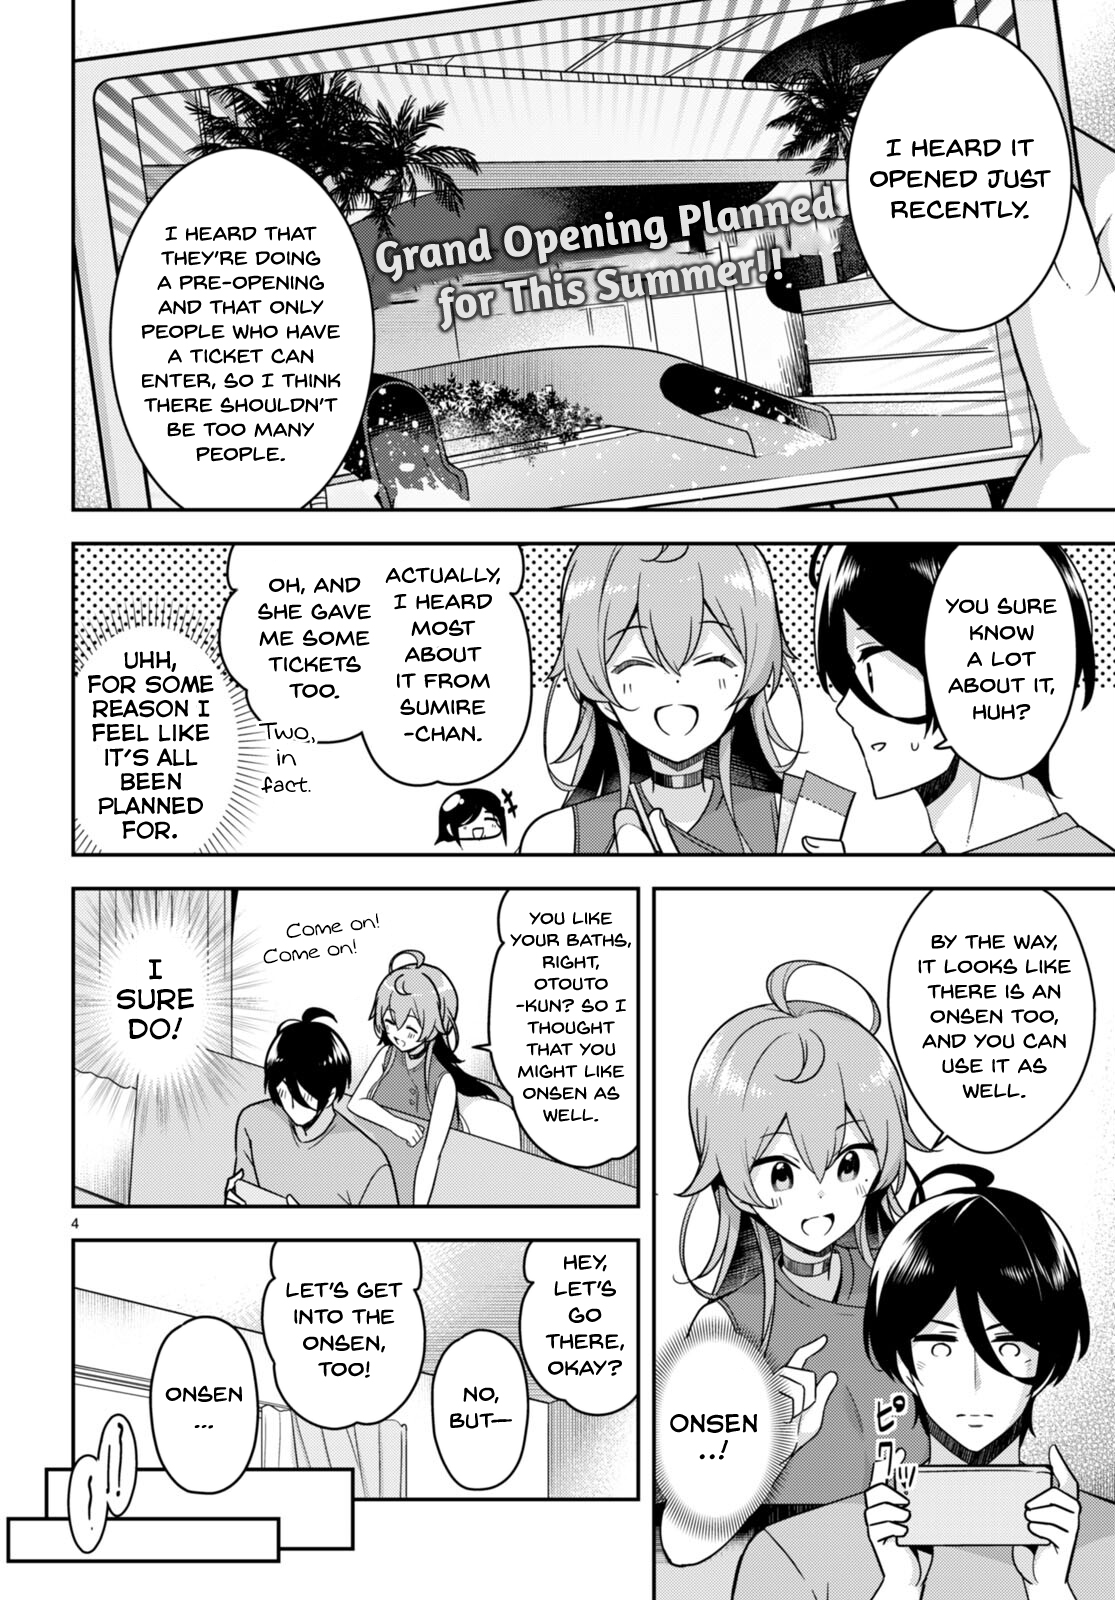 I HEARD IT
OPENED JUST
RECENTLY.
Grand Opening Planned
for This Summer!!
I HEARD THAT
THEY'RE DOING
A PRE-OPENING
AND THAT ONLY
PEOPLE WHO HAVE
A TICKET CAN
ENTER, SO I THINK
THERE SHOULDN'T
BE TOO MANY
PEOPLE.
YOU SURE
KNOW
A LOT
ABOUT IT,
HUH?
ACTUALLY,
I HEARD
MOST
ABOUT
IT FROM
SUMIRE
-CHAN.
OH, AND
SHE GAVE
ME SOME
TICKETS
TOO.
Two,
in
fact.
UHH,
FOR SOME
REASON I
FEEL LIKE
IT'S ALL
BEEN
PLANNED
FOR.
BY THE WAY,
IT LOOKS LIKE
THERE IS AN
ONSEN TOO,
AND YOU CAN
USE IT AS
WELL.
ONSEN
..!
ピクッ
YOU LIKE
YOUR BATHS,
RIGHT,
OTOUTO
-KUN? SO I
THOUGHT
THAT YOU
MIGHT LIKE
ONSEN AS
WELL.
Come on!
Come on!
I
SURE
DO!
4
HEY,
LET'S
GO
THERE,
OKAY?
NO,
BUT—
LET'S GET
INTO THE
ONSEN,
TOO!
ONSEN
...